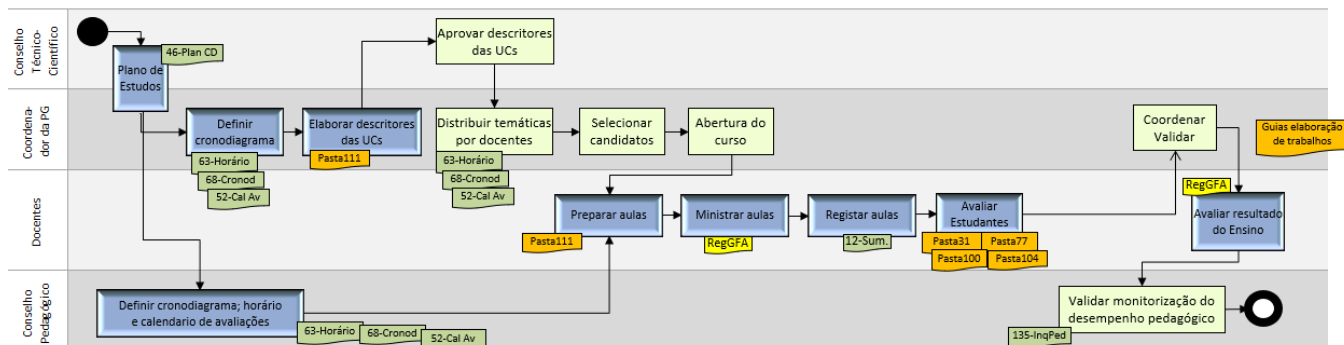 Conselho
Técnico-
Científico
Plano de
Estudos
46-Plan CD
Aprovar descritores
das UCs
Coordena-
dor da PG
Definir
cronodiagrama
63-Horário
68-Cronod
52-Cal Av
Elaborar descritores
das UCs
Pasta111
Distribuir temáticas
por docentes
63-Horário
68-Cronod
52-Cal Av
Selecionar
candidatos
Abertura do
curso
Coordenar
Validar
Guias elaboração
de trabalhos
Docentes
Preparar aulas
Pasta111
Ministrar aulas
RegGFA
Registar aulas
12-Sum.
Avaliar
Estudantes
Pasta31
Pasta77
Pasta100
Pasta104
RegGFA
Avaliar resultado
do Ensino
Conselho
Pedagógico
Definir cronodiagrama; horário
e calendario de avaliações
63-Horário
68-Cronod
52-Cal Av
Validar monitorização do
desempenho pedagógico
135-InqPed